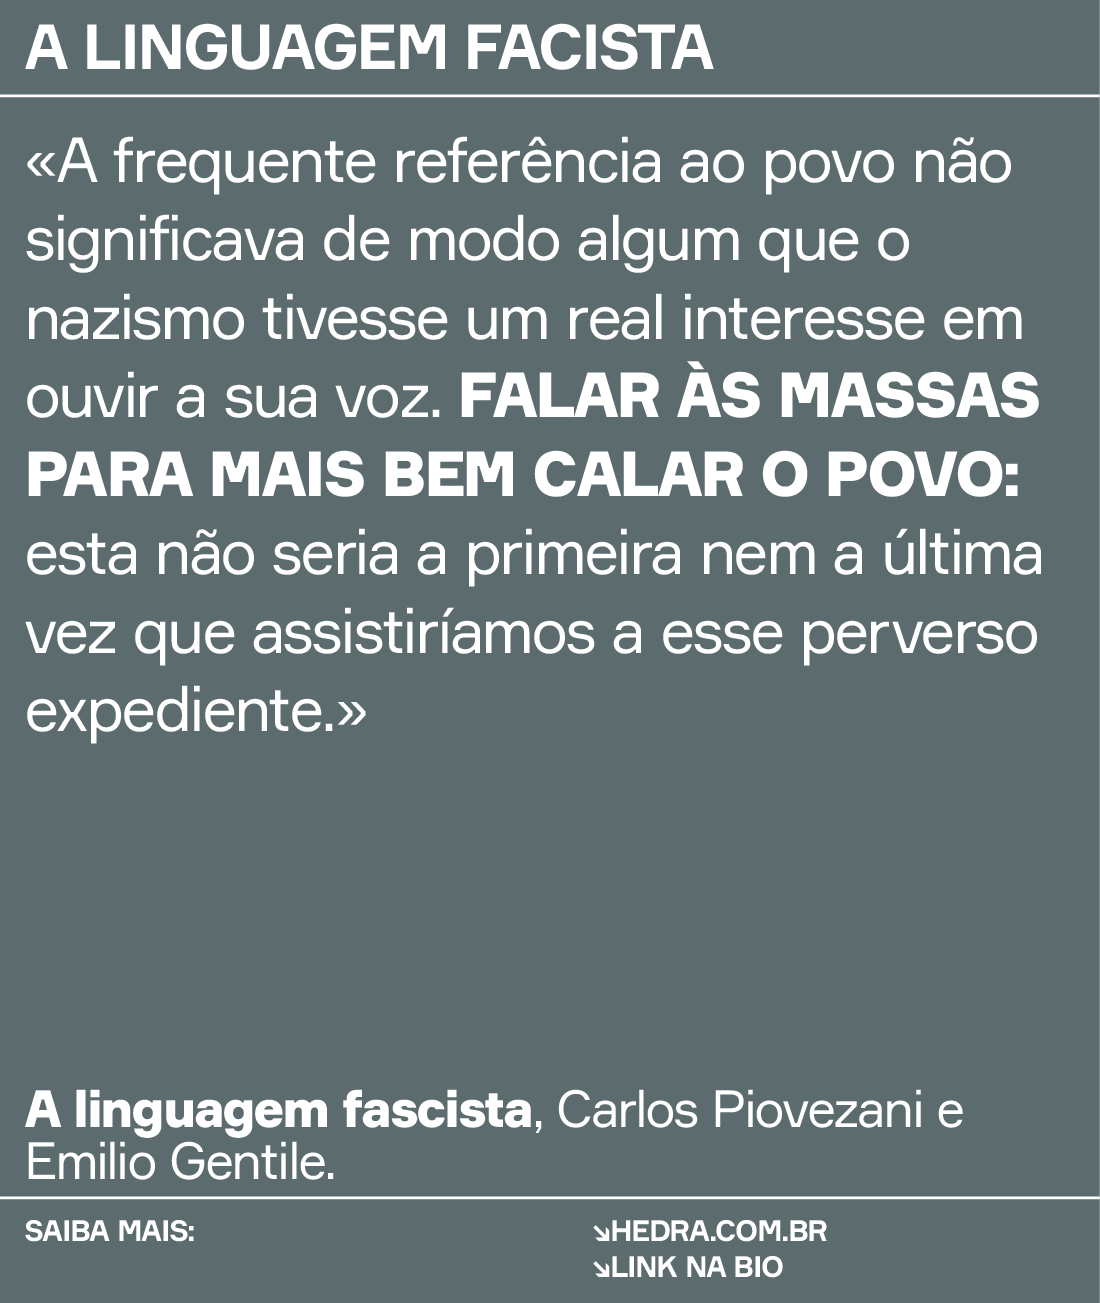 A LINGUAGEM FACISTA
«A frequente referência ao povo não
significava de modo algum que o
nazismo tivesse um real interesse em
ouvir a sua voz. FALAR ÀS MASSAS
PARA MAIS BEM CALAR O POVO:
esta não seria a primeira nem a última
vez que assistiríamos a esse perverso
expediente.»
A linguagem fascista, Carlos Piovezani e
Emilio Gentile.
SAIBA MAIS:
↘HEDRA.COM.BR
↘LINK NA BIO